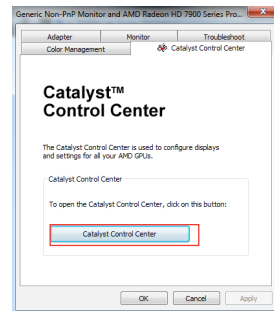 Generic Non-PnP Monitor and AMD Radeon HD 7900 Series Pro...
Adapter
Monitor
Troubleshoot
Color Management
Catalyst Control Center
Catalyst™
Control Center
The Catalyst Control Center is used to configure displays
and settings for all your AMD GPUs.
Catalyst Control Center
To open the Catalyst Control Center, click on this button:
Catalyst Control Center
OK
Cancel
Apply